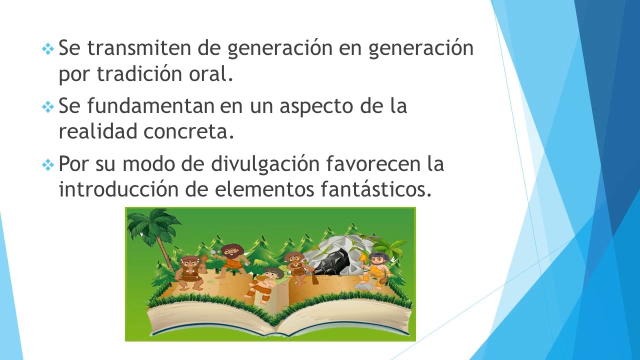 Se transmiten de generación en generación
por tradición oral.
Se fundamentan en un aspecto de la
realidad concreta.
Por su modo de divulgación favorecen la
introducción de elementos fantásticos.